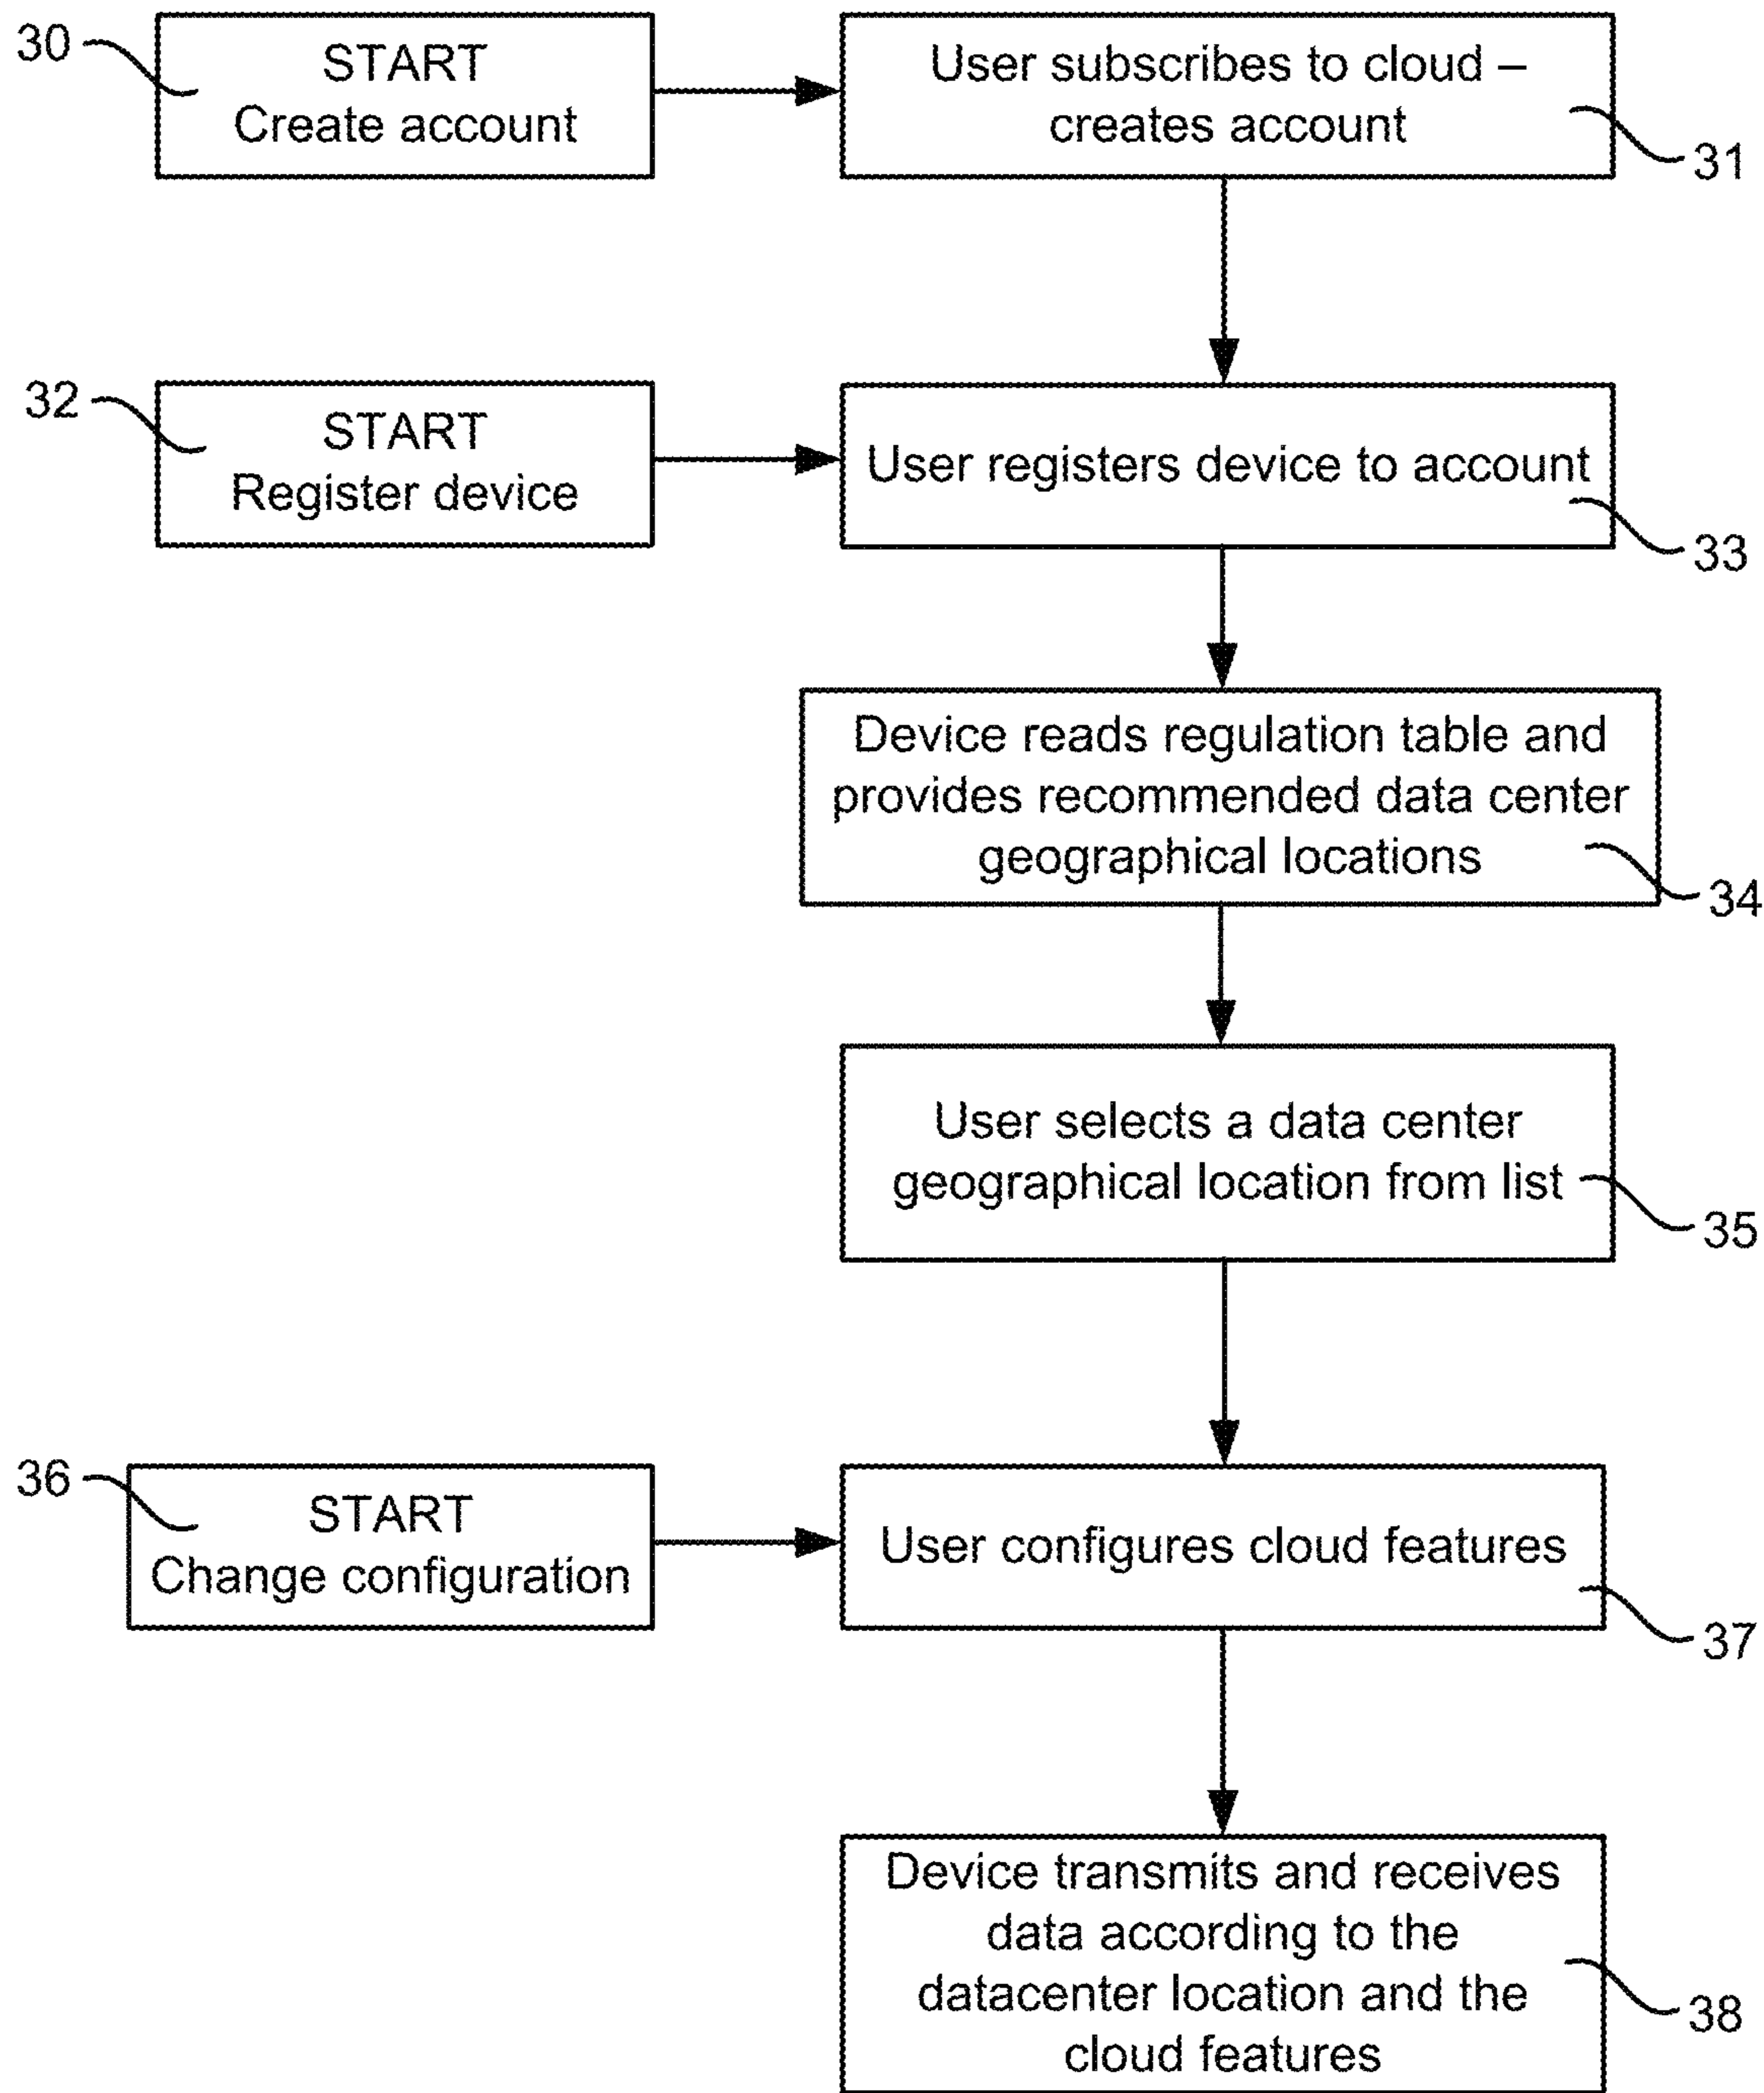 30
START
Create account
User subscribes to cloud –
creates account
31
32
START
Register device
User registers device to account
33
Device reads regulation table and
provides recommended data center
geographical locations
34
User selects a data center
geographical location from list
35
36
START
Change configuration
User configures cloud features
37
Device transmits and receives
data according to the
datacenter location and the
cloud features
38